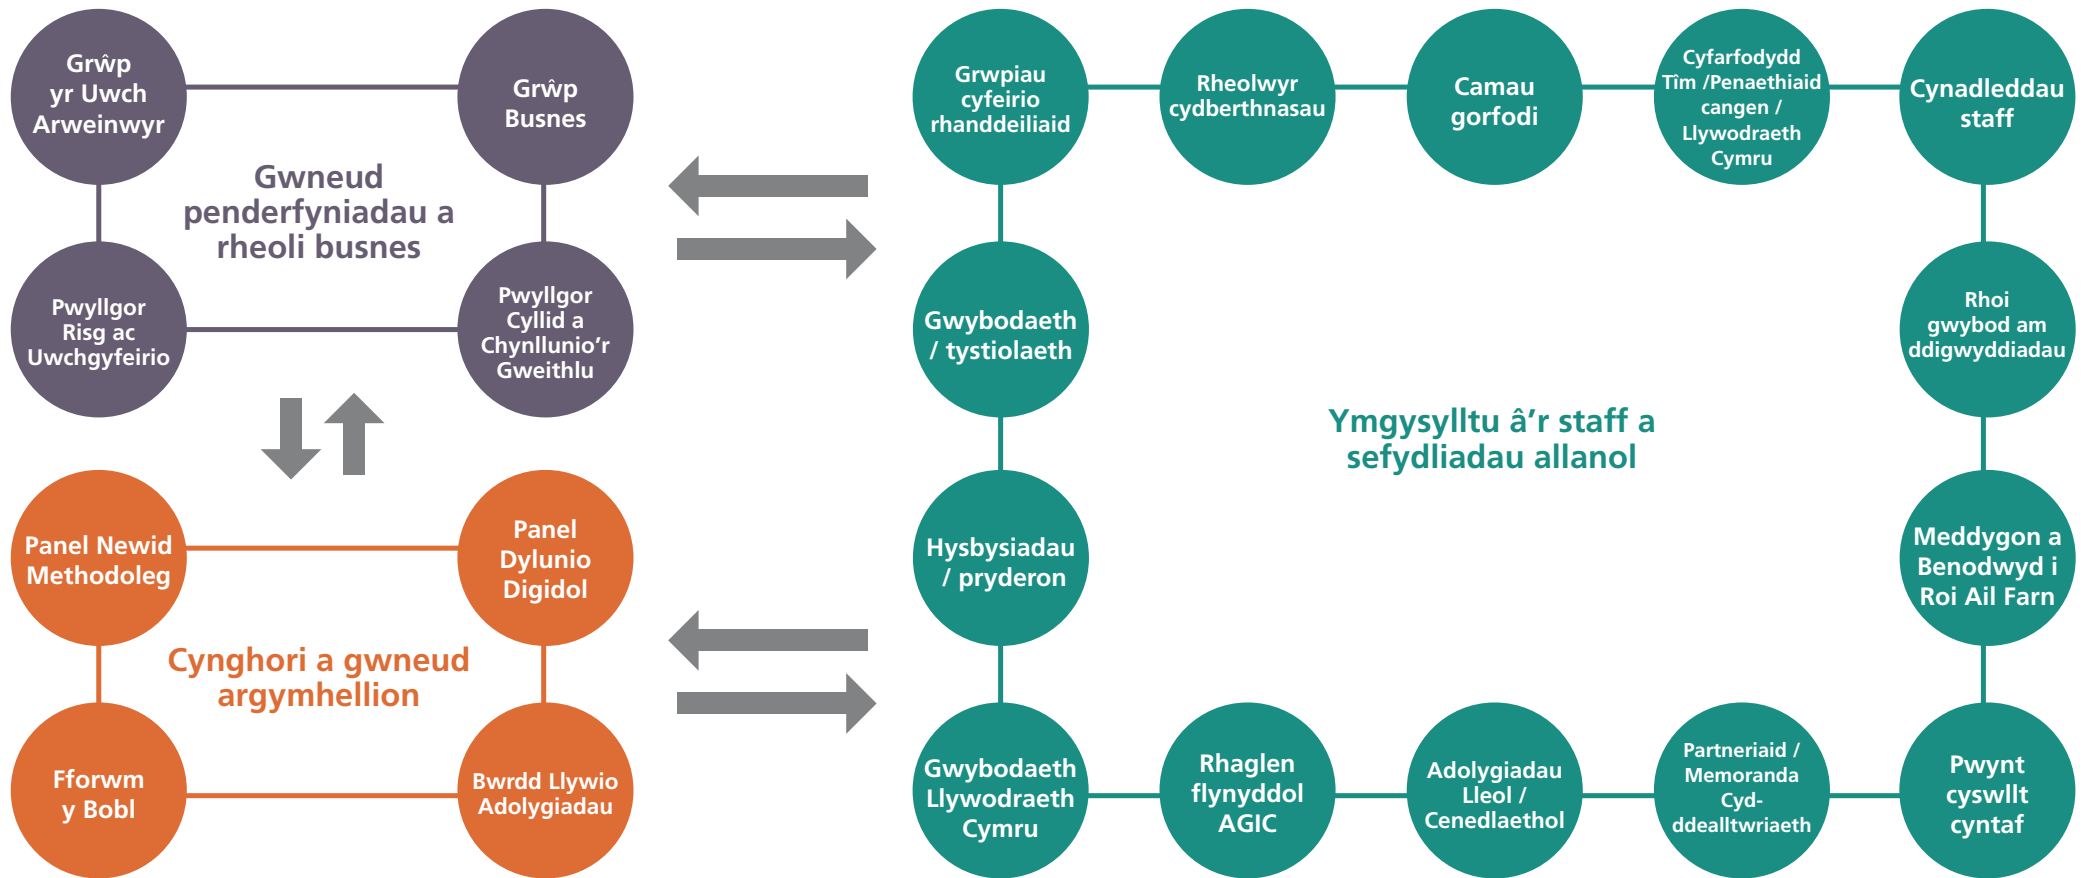 Grŵp
yr Uwch
Arweinwyr
Grŵp
Busnes
Gwneud
penderfyniadau a
rheoli busnes
Pwyllgor
Risg ac
Uwchgyfeirio
Pwyllgor
Cyllid a
Chynllunio’r
Gweithlu
Panel Newid
Methodoleg
Panel
Dylunio
Digidol
Cynghori a gwneud
argymhellion
Fforwm
y Bobl
Bwrdd Llywio
Adolygiadau
Grwpiau
cyfeirio
rhanddeiliaid
Rheolwyr
cydberthnasau
Camau
gorfodi
Cyfarfodydd
Tîm /Penaethiaid
cangen /
Llywodraeth
Cymru
Cynadleddau
staff
Gwybodaeth
/ tystiolaeth
Rhoi
gwybod am
ddigwyddiadau
Ymgysylltu â’r staff a
sefydliadau allanol
Hysbysiadau
/ pryderon
Meddygon a
Benodwyd i
Roi Ail Farn
Gwybodaeth
Llywodraeth
Cymru
Rhaglen
flynyddol
AGIC
Adolygiadau
Lleol /
Cenedlaethol
Partneriaid /
Memoranda
Cyd-
ddealltwriaeth
Pwynt
cyswllt
cyntaf